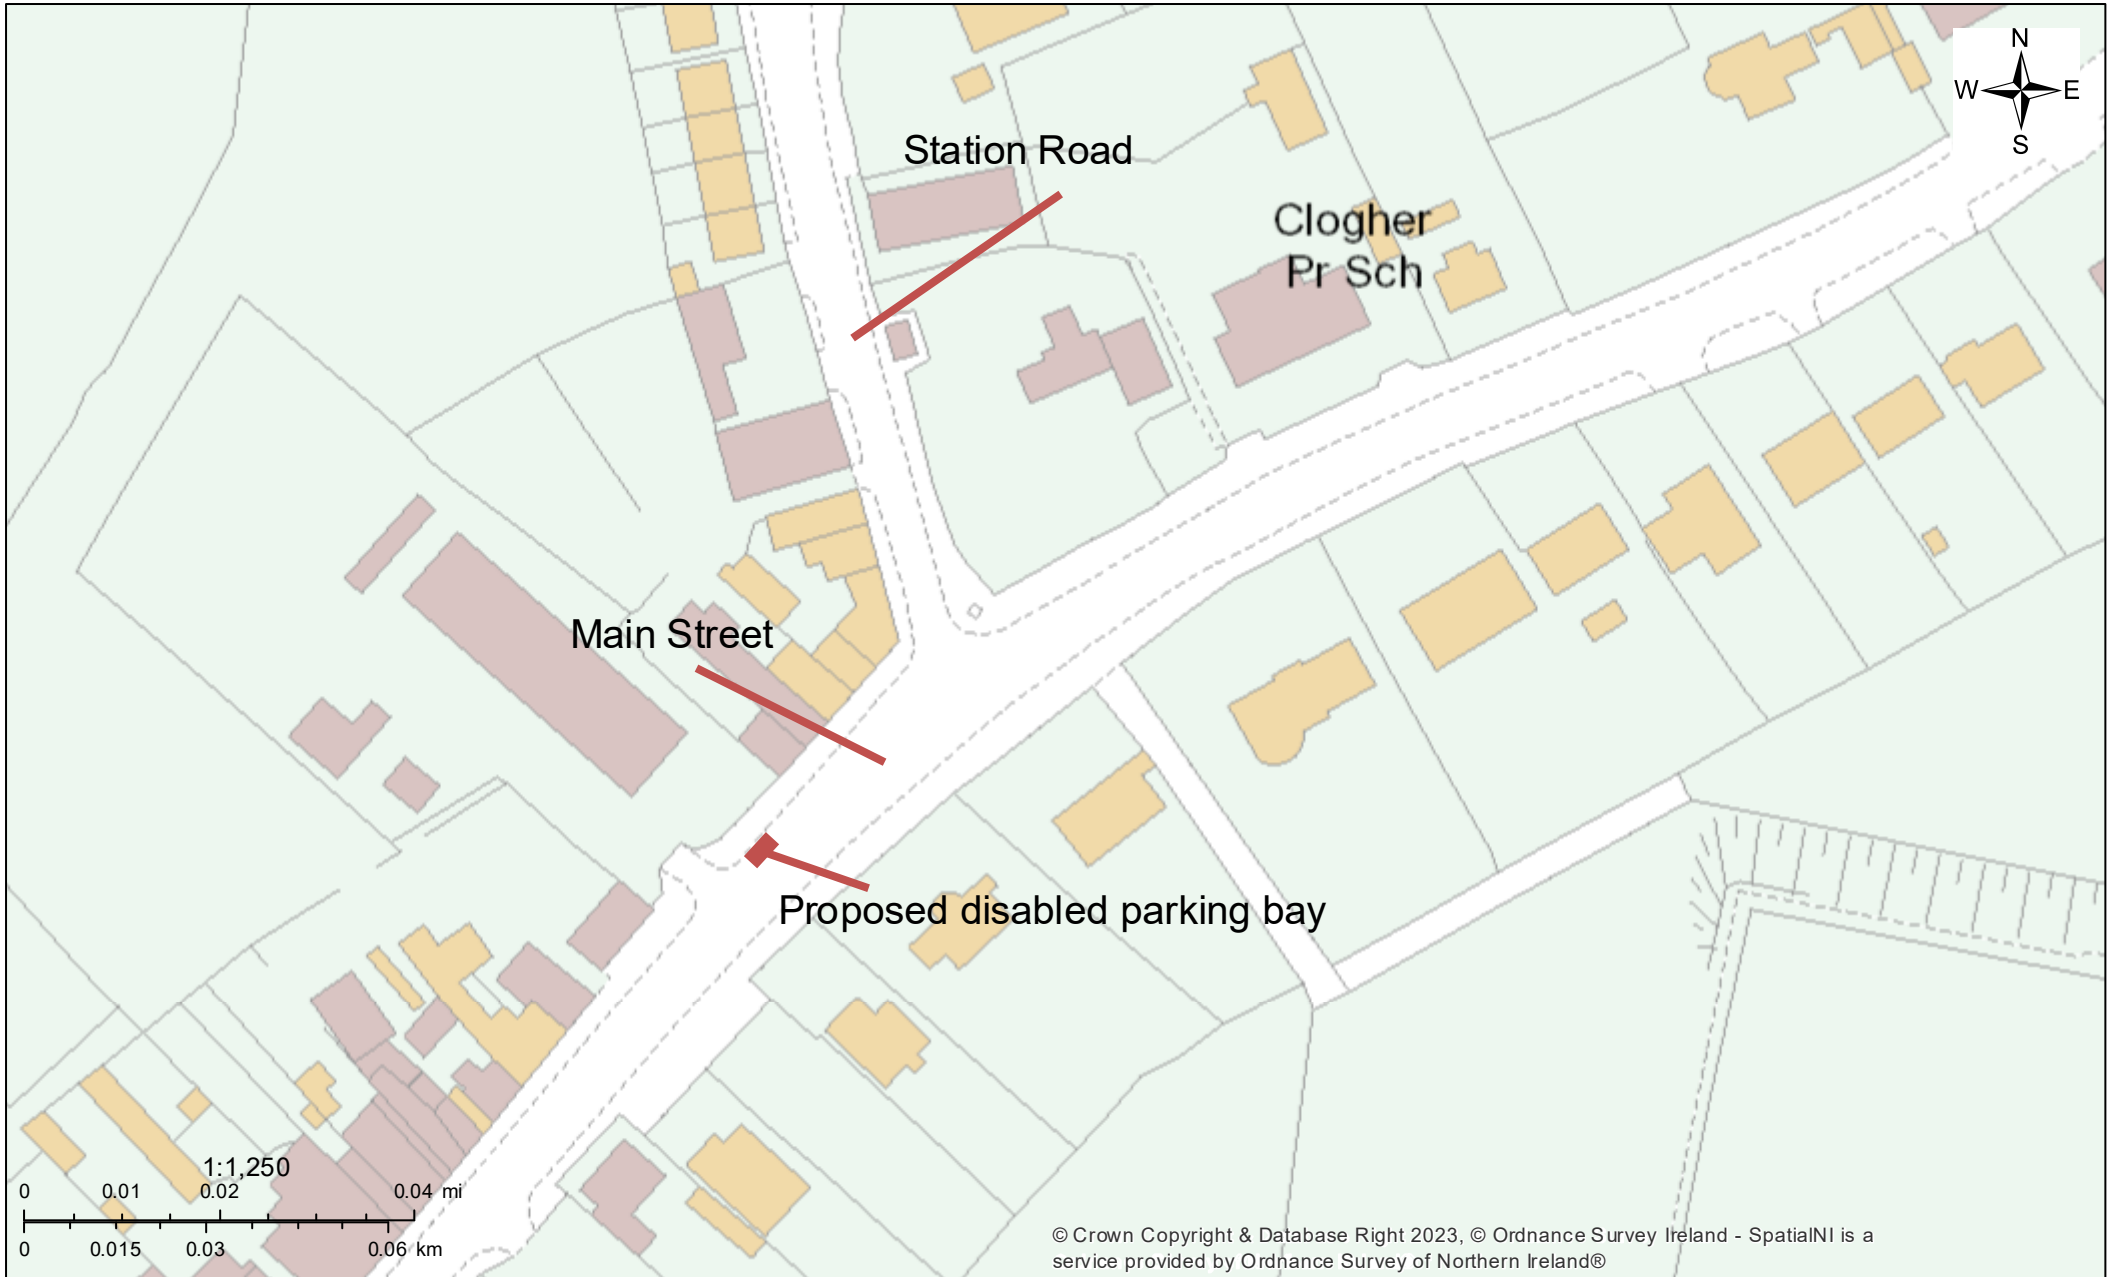 N
W E
S
Station Road
Clogher
Pr Sch
Main Street
Proposed disabled parking bay
1:1,250
0 0.01 0.02 0.04 mi
0 0.015 0.03 0.06 km
© Crown Copyright & Database Right 2023, © Ordnance Survey Ireland - SpatialNI is a
service provided by Ordnance Survey of Northern Ireland®